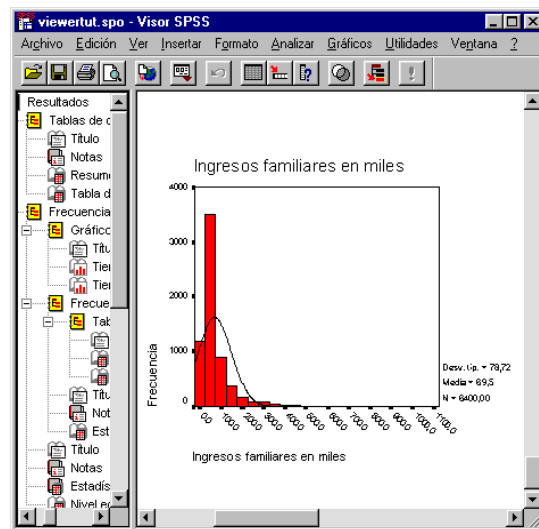 viewertut.spo - Visor SPSS
Archivo Edición Ver Insertar Formato Analizar Gráficos Utilidades Ventana ?
Resultados
Tablas de c
Título
Notas
Resum
Tabla d
Frecuencia
Gráfico
Títu
Tier
Tier
Frecue
Tab
Títu
Not
Est
Título
Notas
Estadís
Nivel ec
Ingresos familiares en miles
4000
3000
2000
1000
0
Frecuencia
0,0
100,0
200,0
300,0
400,0
500,0
600,0
700,0
800,0
900,0
1000,0
1100,0
Desv. típ. = 78,72
Media = 69,5
N = 6400,00
Ingresos familiares en miles